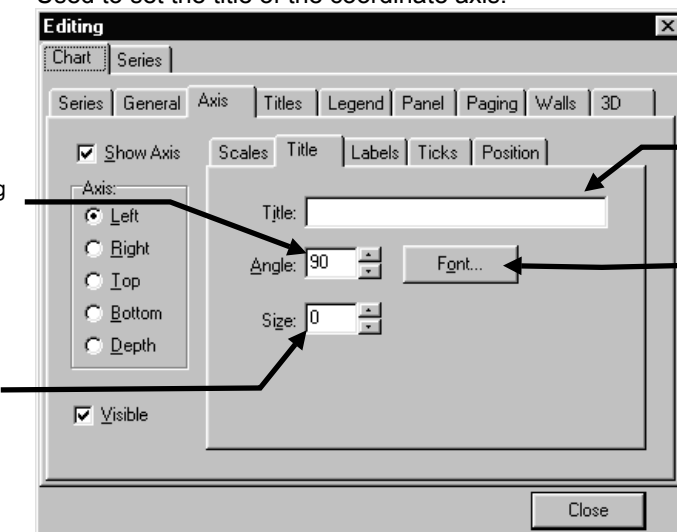 Used to set the title of the coordinate axis.
Editing
Chart Series
Series General Axis Titles Legend Panel Paging Walls 3D
Show Axis
Scales Title Labels Ticks Position
Axis:
Left
Right
Top
Bottom
Depth
Visible
Title:
Angle: 90 Font...
Size: 0
Close